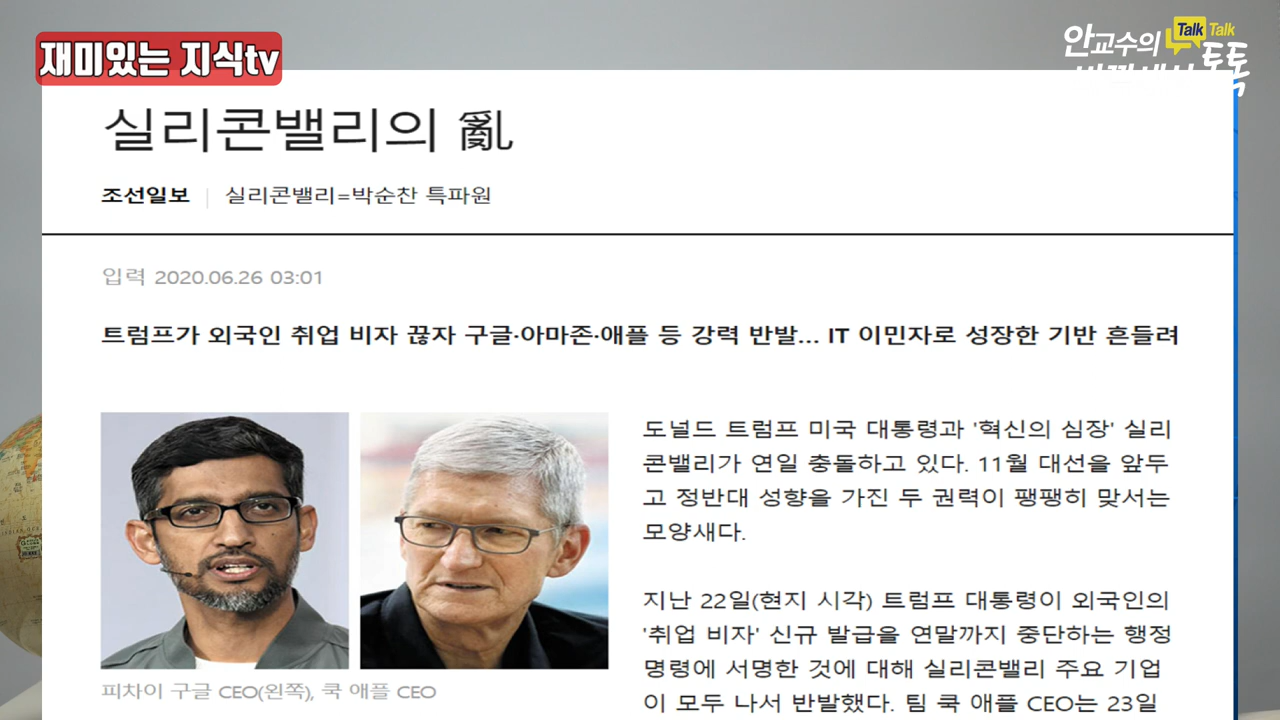 재미있는 지식tv
안교수의 Talk Talk 톡톡
실리콘밸리의 亂
조선일보 | 실리콘밸리=박순찬 특파원
입력 2020.06.26 03:01
트럼프가 외국인 취업 비자 끊자 구글·아마존·애플 등 강력 반발... IT 이민자로 성장한 기반 흔들려
도널드 트럼프 미국 대통령과 '혁신의 심장' 실리
콘밸리가 연일 충돌하고 있다. 11월 대선을 앞두
고 정반대 성향을 가진 두 권력이 팽팽히 맞서는
모양새다.
지난 22일(현지 시각) 트럼프 대통령이 외국인의
'취업 비자' 신규 발급을 연말까지 중단하는 행정
명령에 서명한 것에 대해 실리콘밸리 주요 기업
이 모두 나서 반발했다. 팀 쿡 애플 CEO는 23일
피차이 구글 CEO(왼쪽), 쿡 애플 CEO